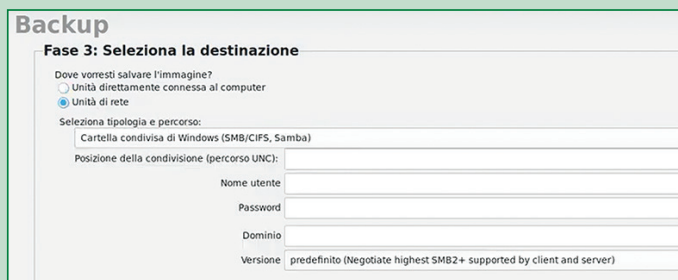 Backup
Fase 3: Seleziona la destinazione
Dove vorresti salvare l'immagine?
Unità direttamente connessa al computer
Unità di rete
Seleziona tipologia e percorso:
Cartella condivisa di Windows (SMB/CIFS, Samba)
Posizione della condivisione (percorso UNC):
Nome utente
Password
Dominio
Versione predefinito (Negotiate highest SMB2+ supported by client and server)